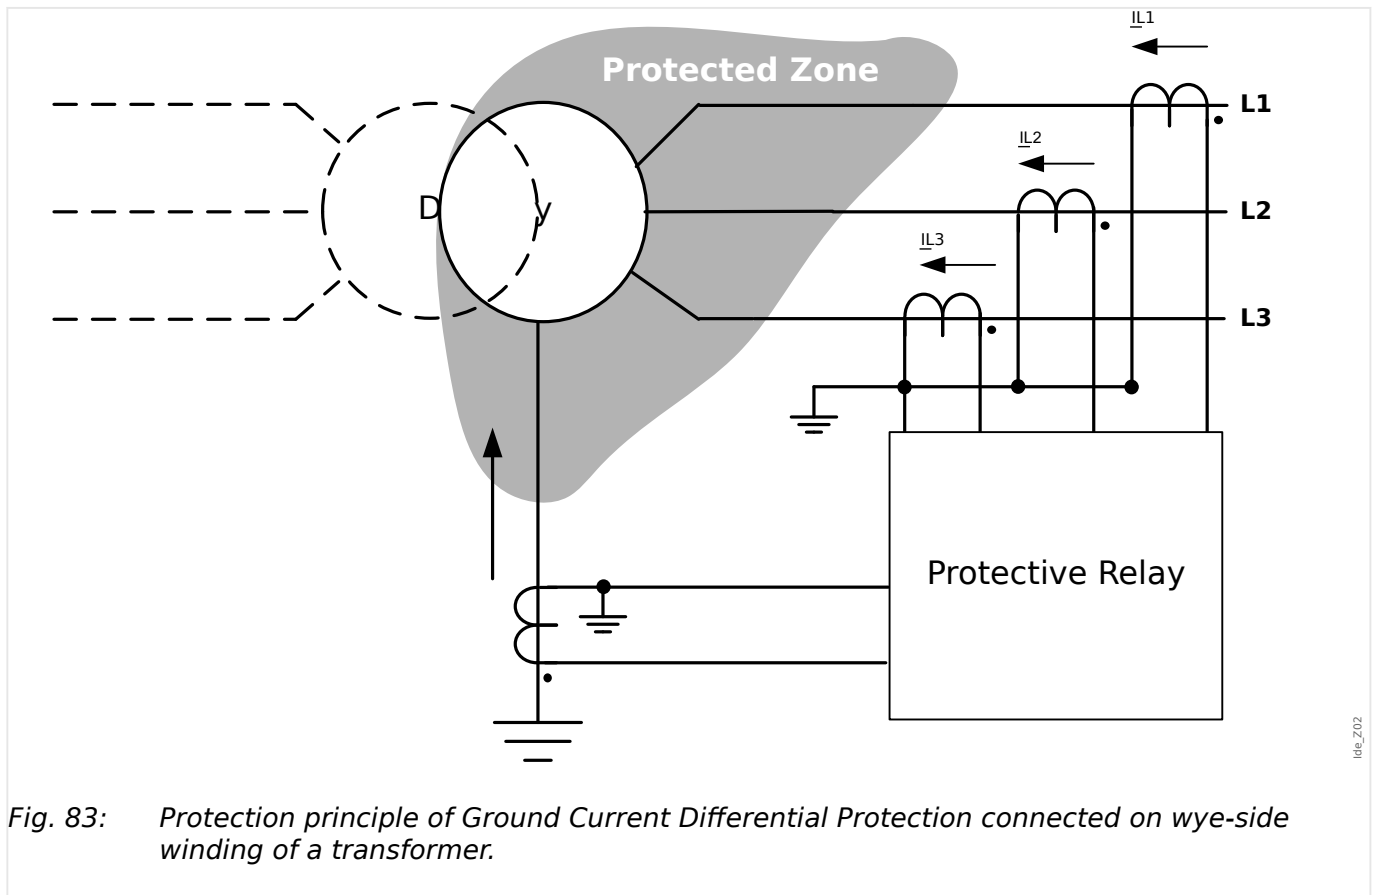 IL1
Protected Zone
L1
IL2
D
y
L2
IL3
L3
Protective Relay
Ide_Z02
Fig. 83: Protection principle of Ground Current Differential Protection connected on wye-side
winding of a transformer.